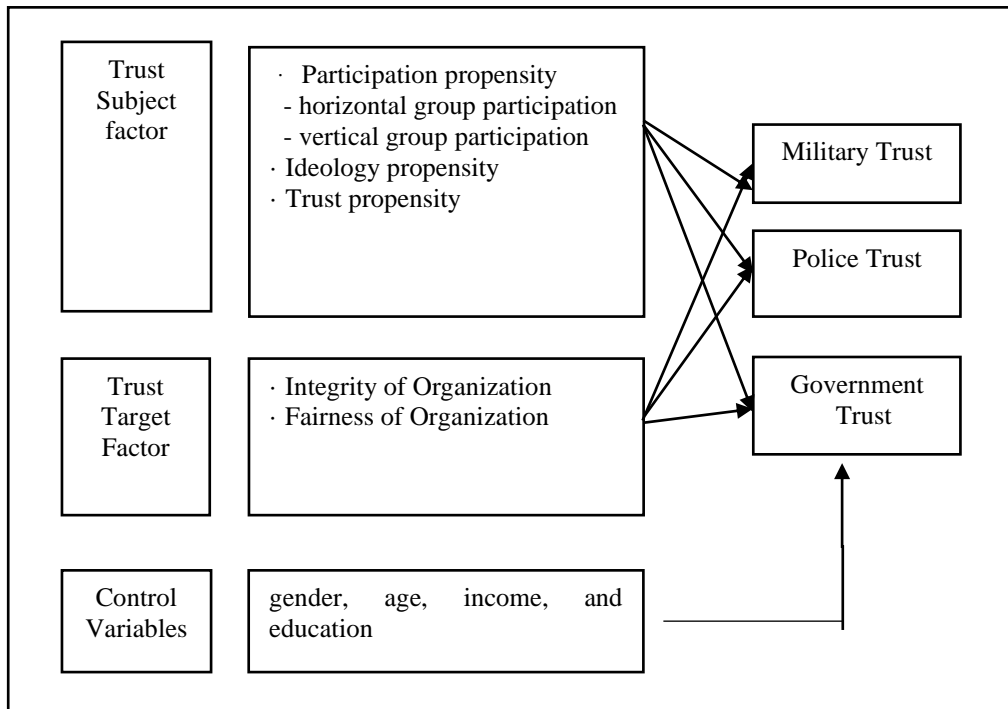 Trust
Subject
factor
· Participation propensity
- horizontal group participation
- vertical group participation
· Ideology propensity
· Trust propensity
Military Trust
Police Trust
Government
Trust
Trust
Target
Factor
· Integrity of Organization
· Fairness of Organization
Control
Variables
gender, age, income, and
education